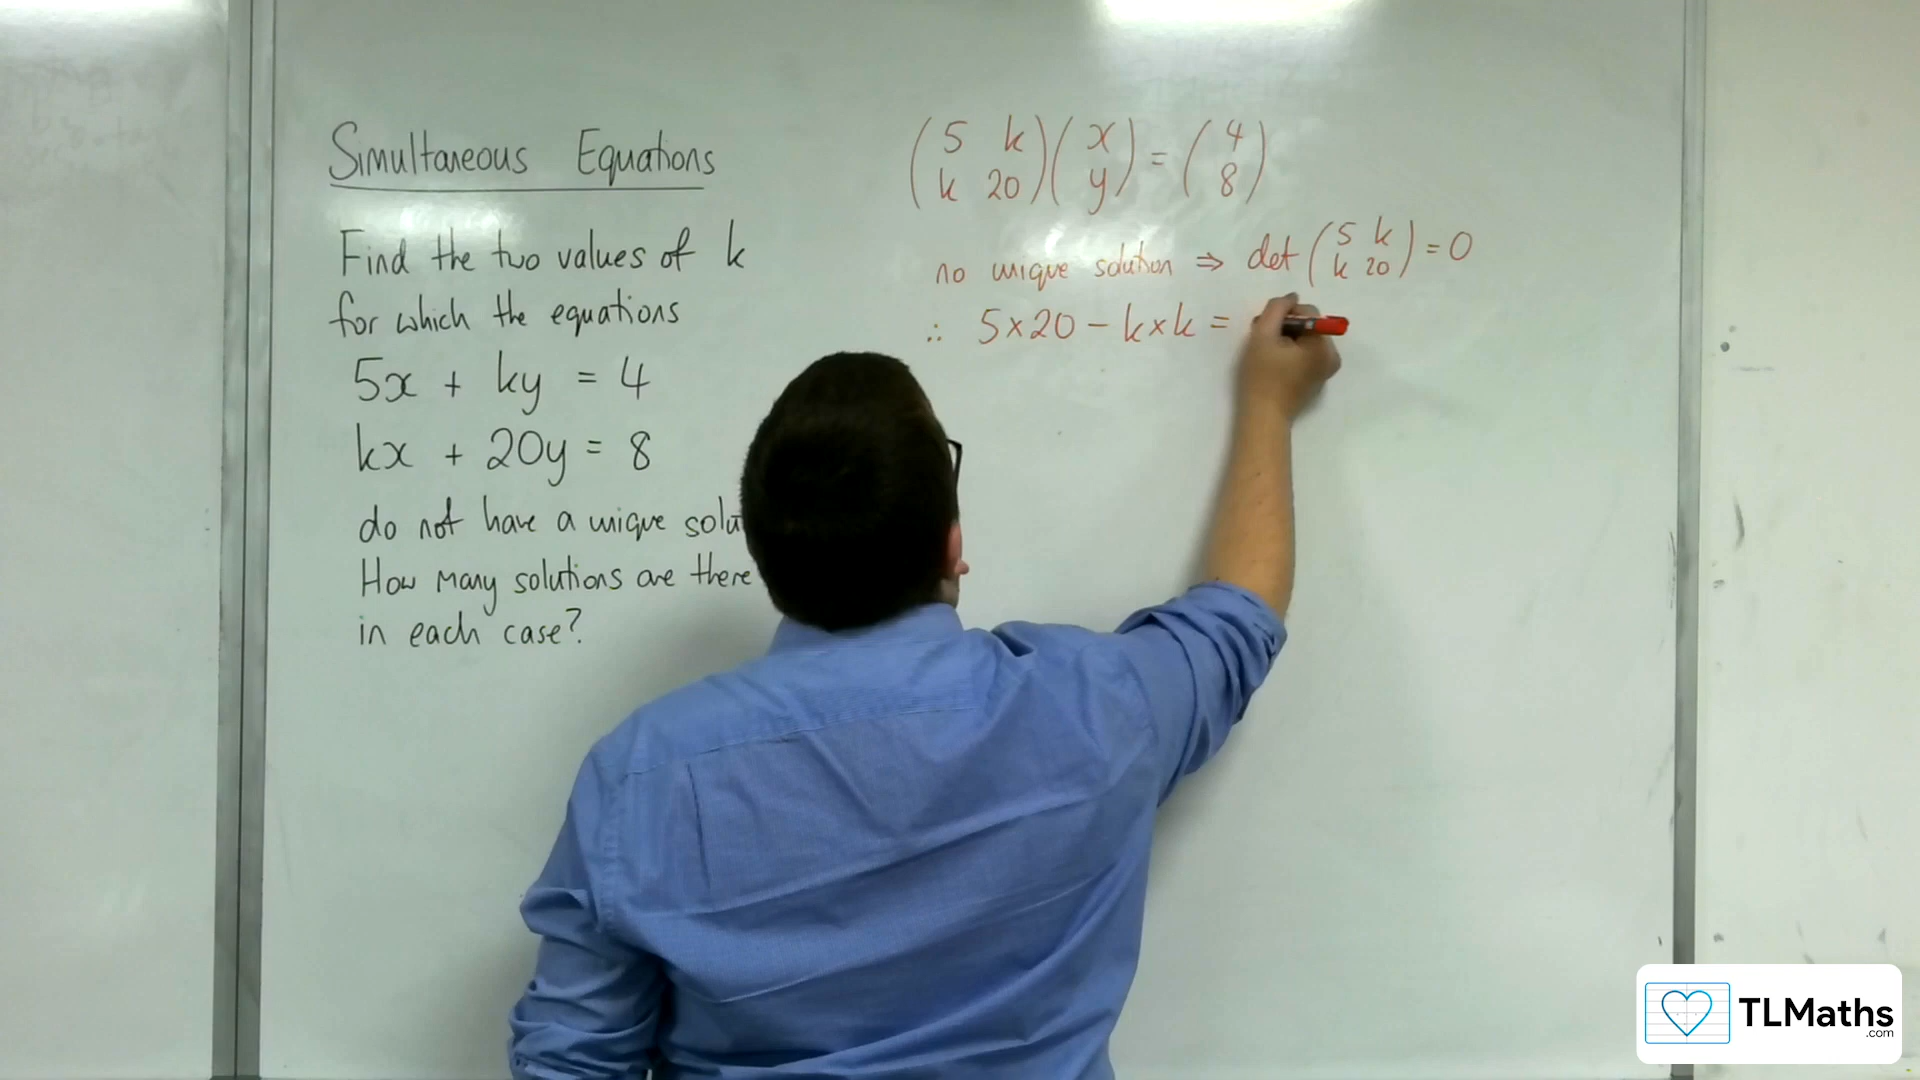 Simultaneous Equations
Find the two values of k
for which the equations
5x + ky = 4
kx + 20y = 8
do not have a unique
How many solutions are there
in each case?
( 5 k ) ( x ) = ( 4 )
( k 20 ) ( y ) ( 8 )
no unique solution ⇒ det ( 5 k ) = 0
( k 20 )
∴ 5 × 20 − k × k =
TLMaths
.com